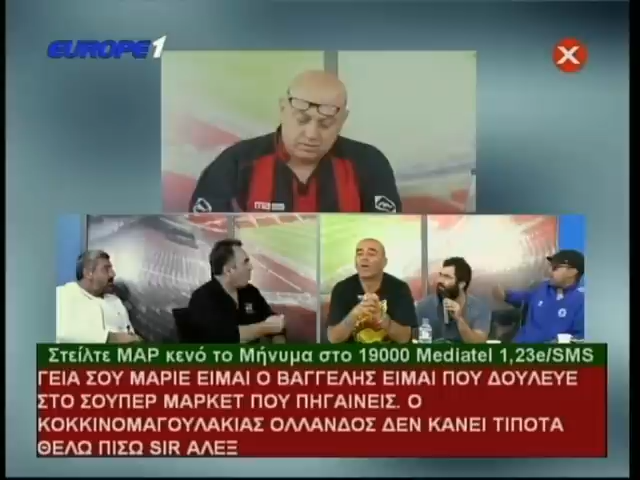 EUROPE1
X
Στείλτε ΜΑΡ κενό το Μήνυμα στο 19000 Mediatel 1,23e/SMS
ΓΕΙΑ ΣΟΥ ΜΑΡΙΕ ΕΙΜΑΙ Ο ΒΑΓΓΕΛΗΣ ΕΙΜΑΙ ΠΟΥ ΔΟΥΛΕΥΕ
ΣΤΟ ΣΟΥΠΕΡ ΜΑΡΚΕΤ ΠΟΥ ΠΗΓΑΙΝΕΙΣ. Ο
ΚΟΚΚΙΝΟΜΑΓΟΥΛΑΚΙΑΣ ΟΛΛΑΝΔΟΣ ΔΕΝ ΚΑΝΕΙ ΤΙΠΟΤΑ
ΘΕΛΩ ΠΙΣΩ SIR ΑΛΕΞ